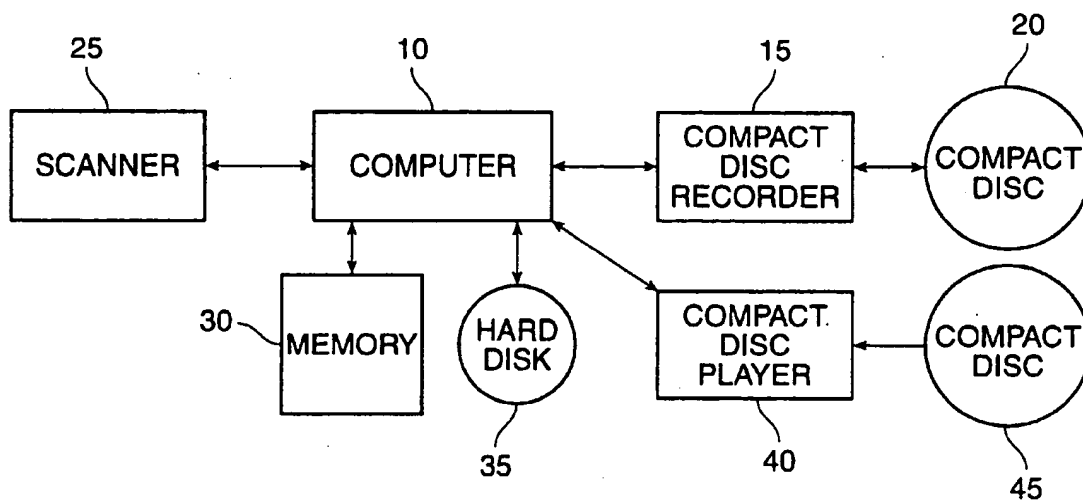 25
10
15
20
SCANNER
COMPUTER
COMPACT
DISC
RECORDER
COMPACT
DISC
30
MEMORY
HARD
DISK
35
COMPACT
DISC
PLAYER
40
COMPACT
DISC
45